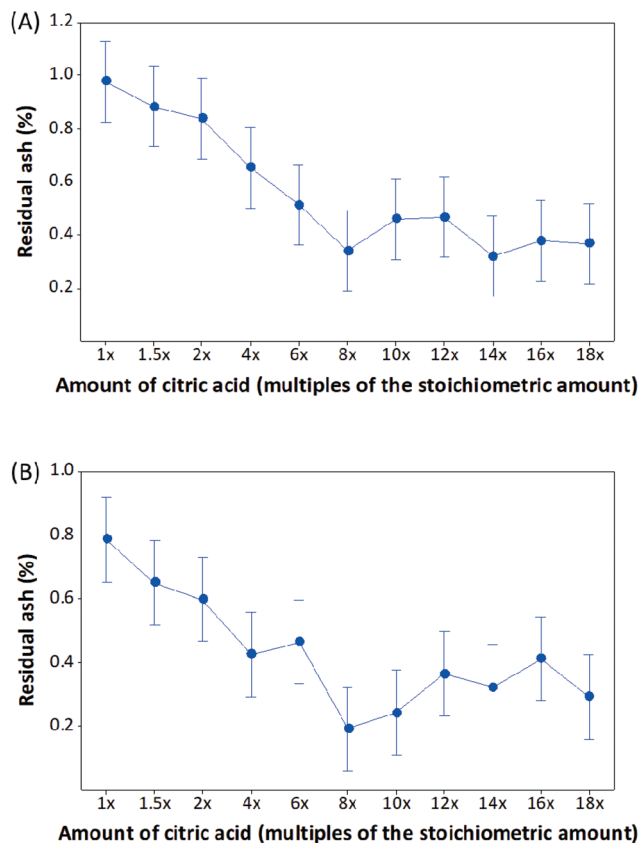 (A)
1.2
1.0
0.8
0.6
0.4
0.2
Residual ash (%)
1x 1.5x 2x 4x 6x 8x 10x 12x 14x 16x 18x
Amount of citric acid (multiples of the stoichiometric amount)
(B)
1.0
0.8
0.6
0.4
0.2
Residual ash (%)
1x 1.5x 2x 4x 6x 8x 10x 12x 14x 16x 18x
Amount of citric acid (multiples of the stoichiometric amount)